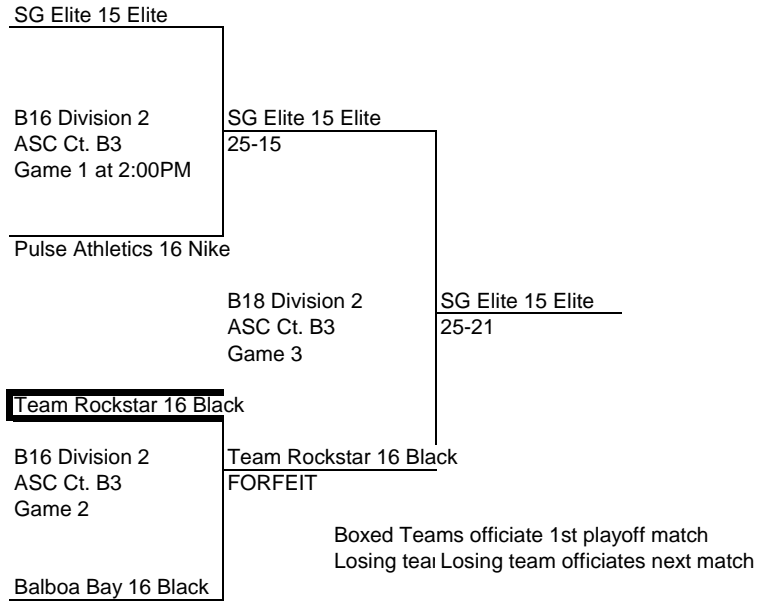 SG Elite 15 Elite
B16 Division 2
ASC Ct. B3
Game 1 at 2:00PM
SG Elite 15 Elite
25-15
Pulse Athletics 16 Nike
B18 Division 2
ASC Ct. B3
Game 3
SG Elite 15 Elite
25-21
Team Rockstar 16 Black
B16 Division 2
ASC Ct. B3
Game 2
Team Rockstar 16 Black
FORFEIT
Boxed Teams officiate 1st playoff match
Losing tea Losing team officiates next match
Balboa Bay 16 Black